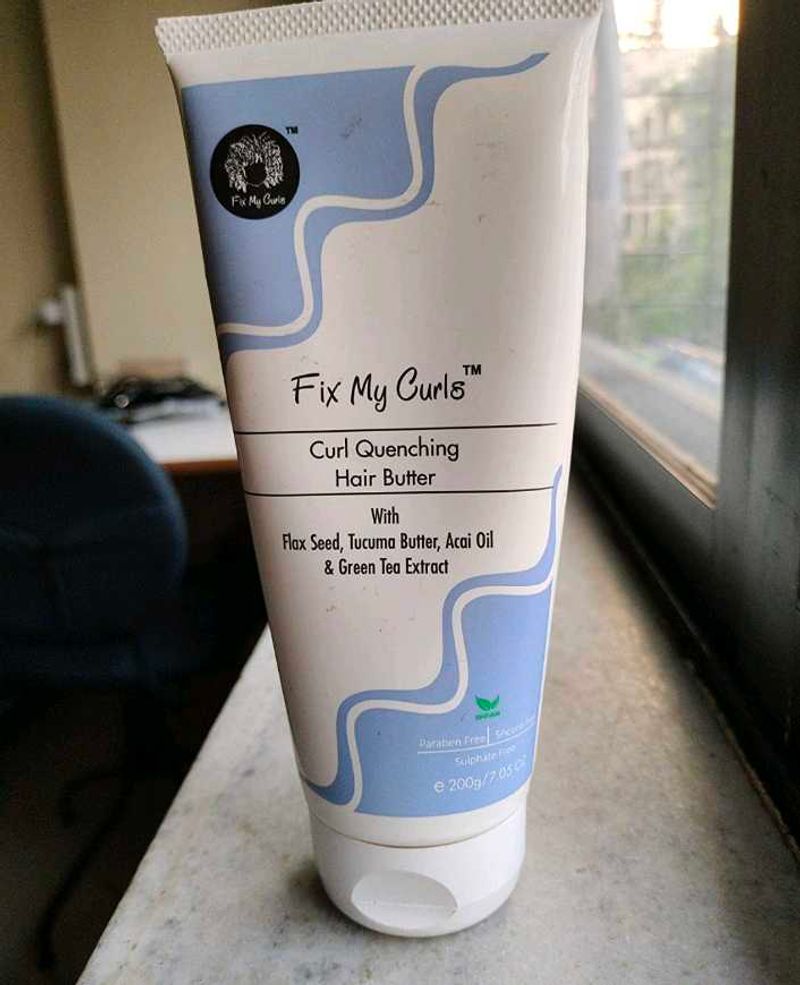 TM
Fix My Curls
Fix My Curls™
Curl Quenching
Hair Butter
With
Flax Seed, Tucuma Butter, Acai Oil
& Green Tea Extract
Paraben Free
Sulphate Free
e 200g/7.05